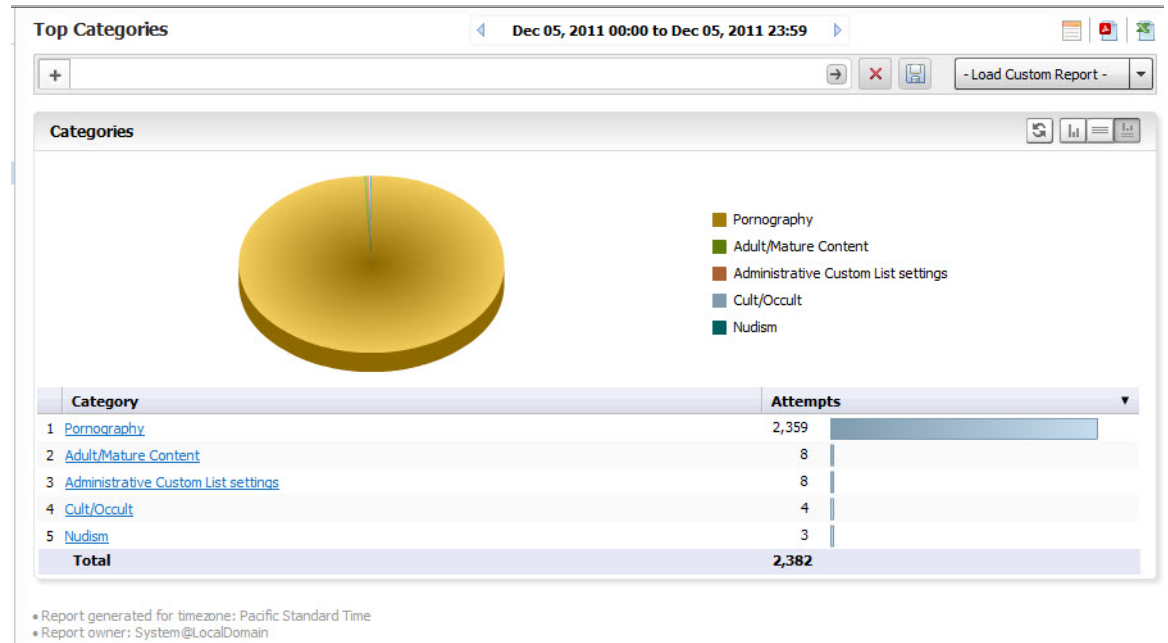 Top Categories
Dec 05, 2011 00:00 to Dec 05, 2011 23:59
- Load Custom Report -
Categories
Pornography
Adult/Mature Content
Administrative Custom List settings
Cult/Occult
Nudism
Category Attempts
1 Pornography 2,359
2 Adult/Mature Content 8
3 Administrative Custom List settings 8
4 Cult/Occult 4
5 Nudism 3
Total 2,382
• Report generated for timezone: Pacific Standard Time
• Report owner: System@LocalDomain